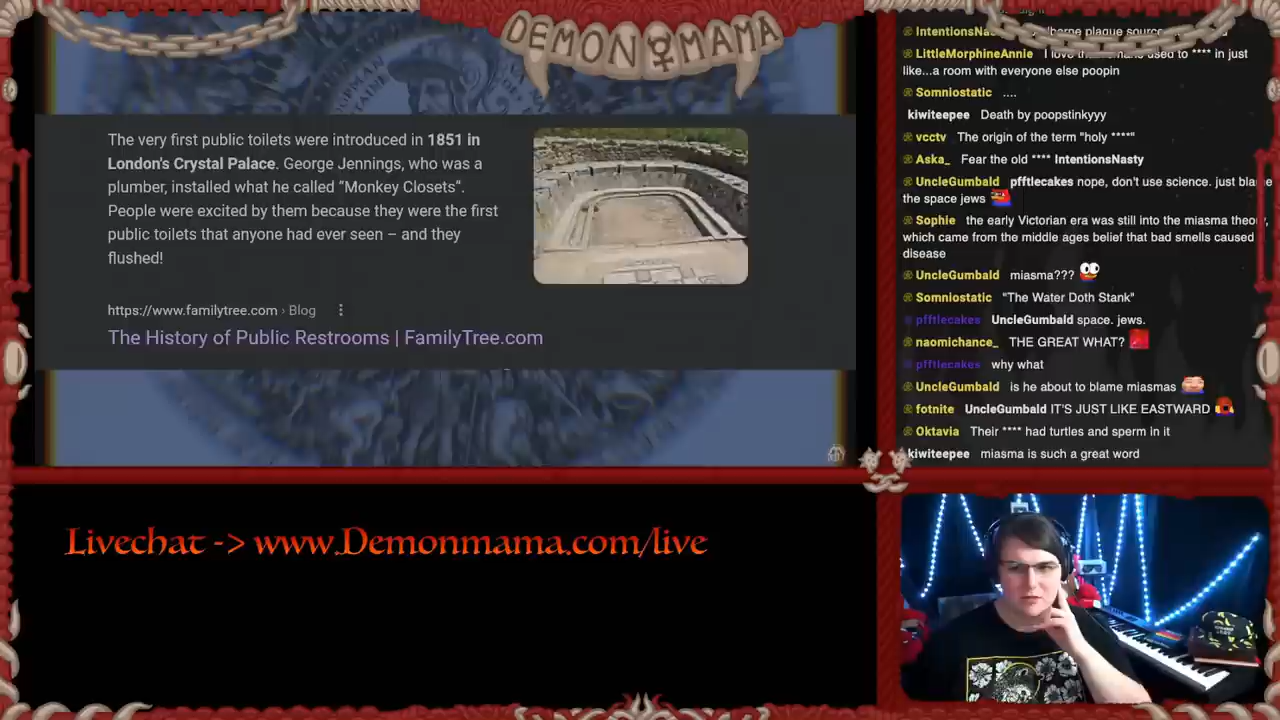 DEMON MAMA
The very first public toilets were introduced in 1851 in
London's Crystal Palace. George Jennings, who was a
plumber, installed what he called "Monkey Closets".
People were excited by them because they were the first
public toilets that anyone had ever seen – and they
flushed!
https://www.familytree.com › Blog
The History of Public Restrooms | FamilyTree.com
Livechat -> www.Demonmama.com/live
plaque source
LittleMorphineAnnie I love used to **** in just
like...a room with everyone else poopin
Somniostatic ....
kiwiteepee Death by poopstinkyyy
vcctv The origin of the term "holy ****"
Aska_ Fear the old **** IntentionsNasty
UncleGumbald pfftlecakes nope, don't use science. just blame
the space jews
Sophie the early Victorian era was still into the miasma theory,
which came from the middle ages belief that bad smells caused
disease
UncleGumbald miasma???
Somniostatic "The Water Doth Stank"
pfftlecakes UncleGumbald space. jews.
naomichance_ THE GREAT WHAT?
pfftlecakes why what
UncleGumbald is he about to blame miasmas
fotnite UncleGumbald IT'S JUST LIKE EASTWARD
Oktavia Their **** had turtles and sperm in it
kiwiteepee miasma is such a great word